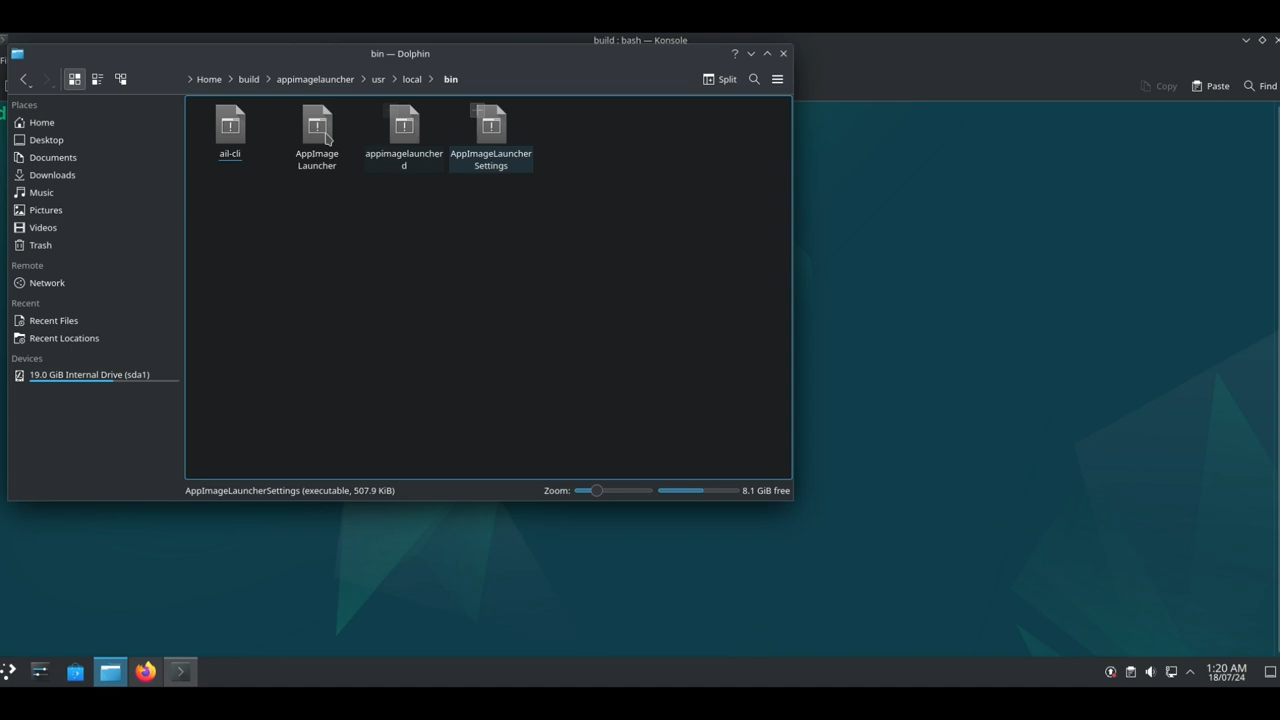 build : bash — Konsole
bin — Dolphin
Home
build
appimagelauncher
usr
local
bin
Split
Copy
Paste
Find
Places
Home
Desktop
Documents
Downloads
Music
Pictures
Videos
Trash
Remote
Network
Recent
Recent Files
Recent Locations
Devices
19.0 GiB Internal Drive (sda1)
ail-cli
AppImage
Launcher
appimagelauncher
d
AppImageLauncher
Settings
AppImageLauncherSettings (executable, 507.9 KiB)
Zoom:
8.1 GiB free
1:20 AM
18/07/24